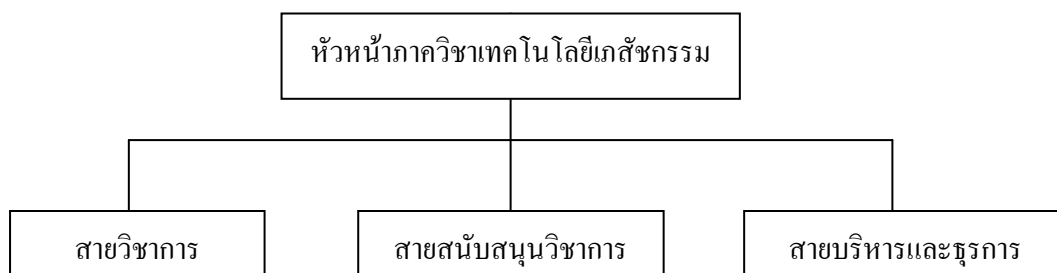 หัวหน้าภาควิชาเทคโนโลยีเภสัชกรรม
สายวิชาการ
สายสนับสนุนวิชาการ
สายบริหารและธุรการ